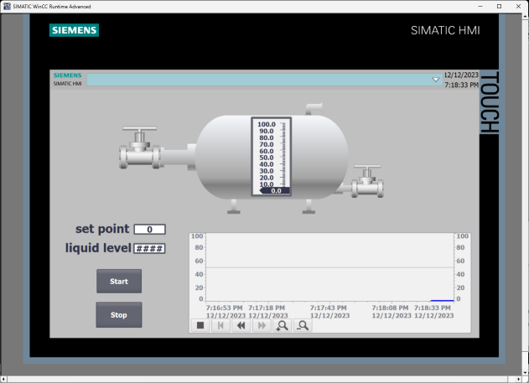 SIMATIC WinCC Runtime Advanced
SIEMENS
SIMATIC HMI
TOUCH
SIEMENS
SIMATIC HMI
12/12/2023
7:18:33 PM
100.0
90.0
80.0
70.0
60.0
50.0
40.0
30.0
20.0
10.0
0.0
set point 0
liquid level ####
Start
Stop
100 100
80 80
60 60
40 40
20 20
0 0
7:16:53 PM 7:17:18 PM 7:17:43 PM 7:18:08 PM 7:18:33 PM
12/12/2023 12/12/2023 12/12/2023 12/12/2023 12/12/2023